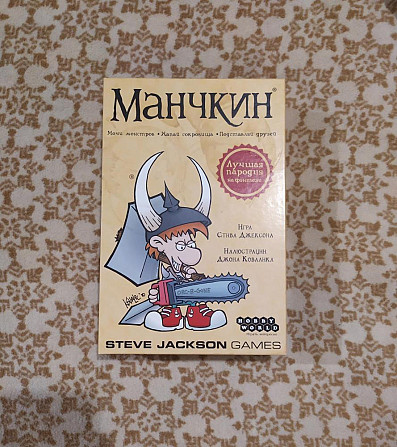 Манчкин®
Мочи монстров • Хапай сокровища • Подставляй друзей
Лучшая
пародия
на фэнтези
Игра
Стива Джексона
Иллюстрации
Джона Ковалика
HOBBY
WORLD
STEVE JACKSON GAMES